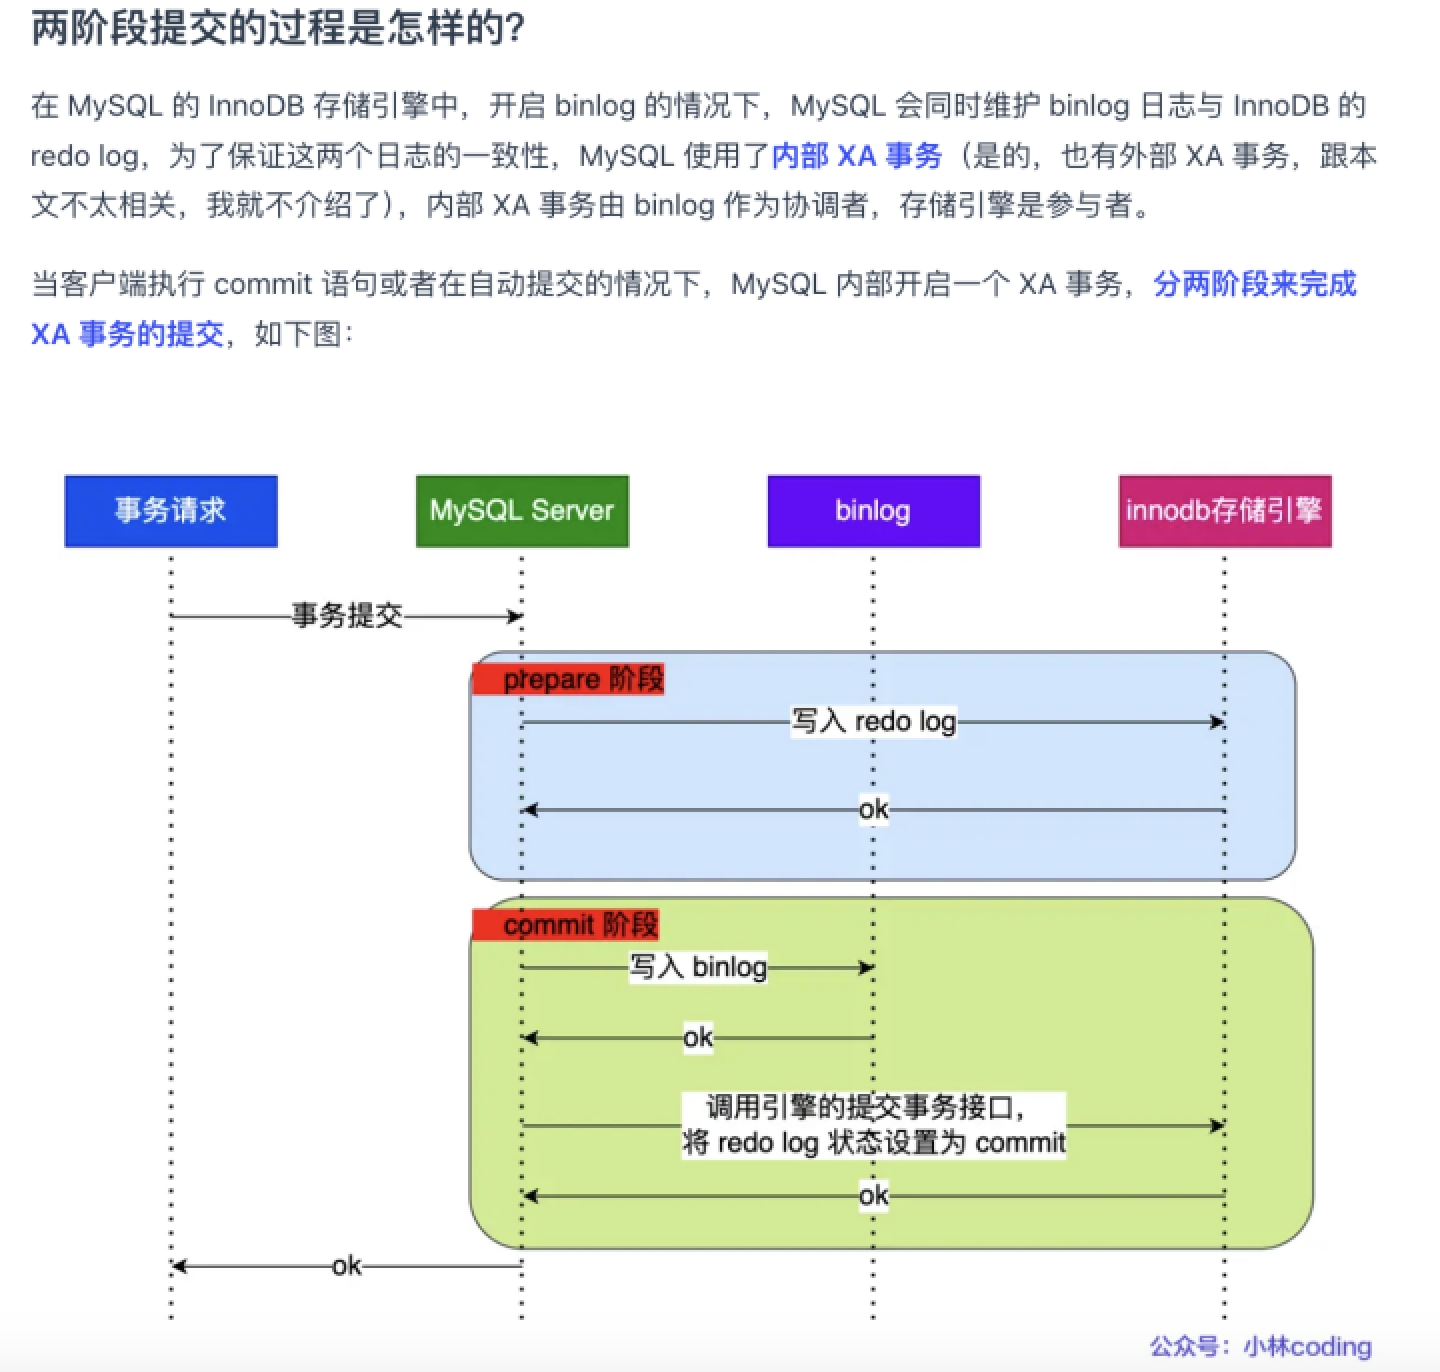 两阶段提交的过程是怎样的?
在 MySQL 的 InnoDB 存储引擎中，开启 binlog 的情况下，MySQL 会同时维护 binlog 日志与 InnoDB 的
redo log，为了保证这两个日志的一致性，MySQL 使用了内部 XA 事务（是的，也有外部 XA 事务，跟本
文不太相关，我就不介绍了），内部 XA 事务由 binlog 作为协调者，存储引擎是参与者。
当客户端执行 commit 语句或者在自动提交的情况下，MySQL 内部开启一个 XA 事务，分两阶段来完成
XA 事务的提交，如下图：
事务请求
MySQL Server
binlog
innodb存储引擎
事务提交
prepare 阶段
写入 redo log
ok
commit 阶段
写入 binlog
ok
调用引擎的提交事务接口，
将 redo log 状态设置为 commit
ok
ok
公众号：小林coding